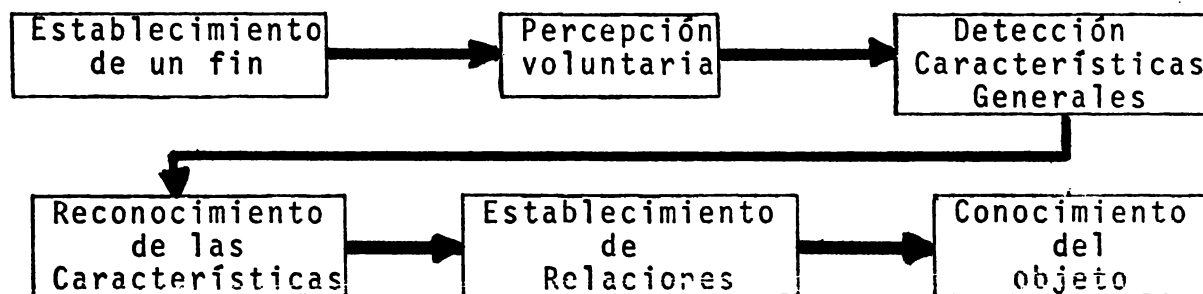 Establecimiento
de un fin
Percepción
voluntaria
Detección
Características
Generales
Reconocimiento
de las
Características
Establecimiento
de
Relaciones
Conocimiento
del
objeto